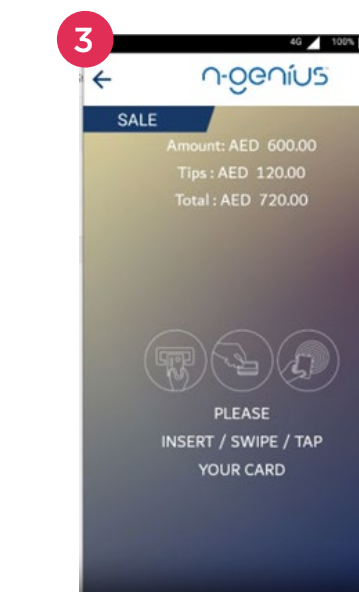 3
4G 100%
n-genius
SALE
Amount: AED 600.00
Tips : AED 120.00
Total : AED 720.00
PLEASE
INSERT / SWIPE / TAP
YOUR CARD